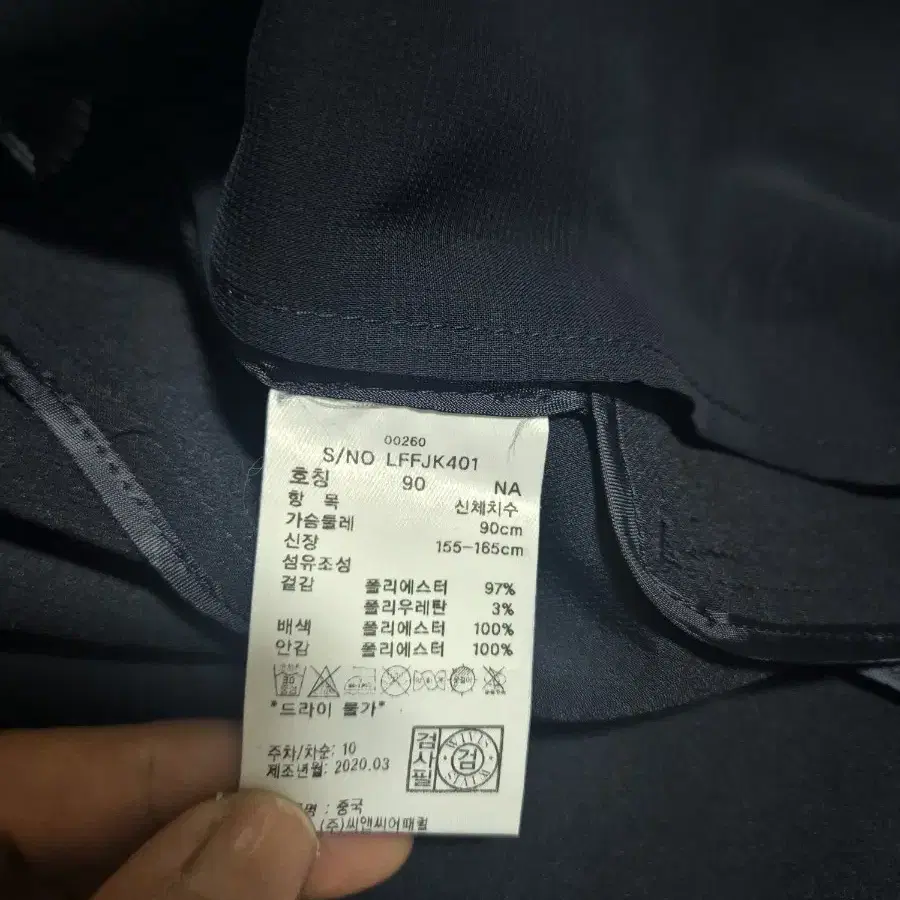 00260
S/NO LFFJK401
호칭 90 NA
항 목 신체치수
가슴둘레 90cm
신장 155-165cm
섬유조성
겉감 폴리에스터 97%
폴리우레탄 3%
배색 폴리에스터 100%
안감 폴리에스터 100%
30
*드라이 불가*
주차/차순: 10
제조년월: 2020.03
검사필
검
명 : 중국
(주)씨앤씨어패럴